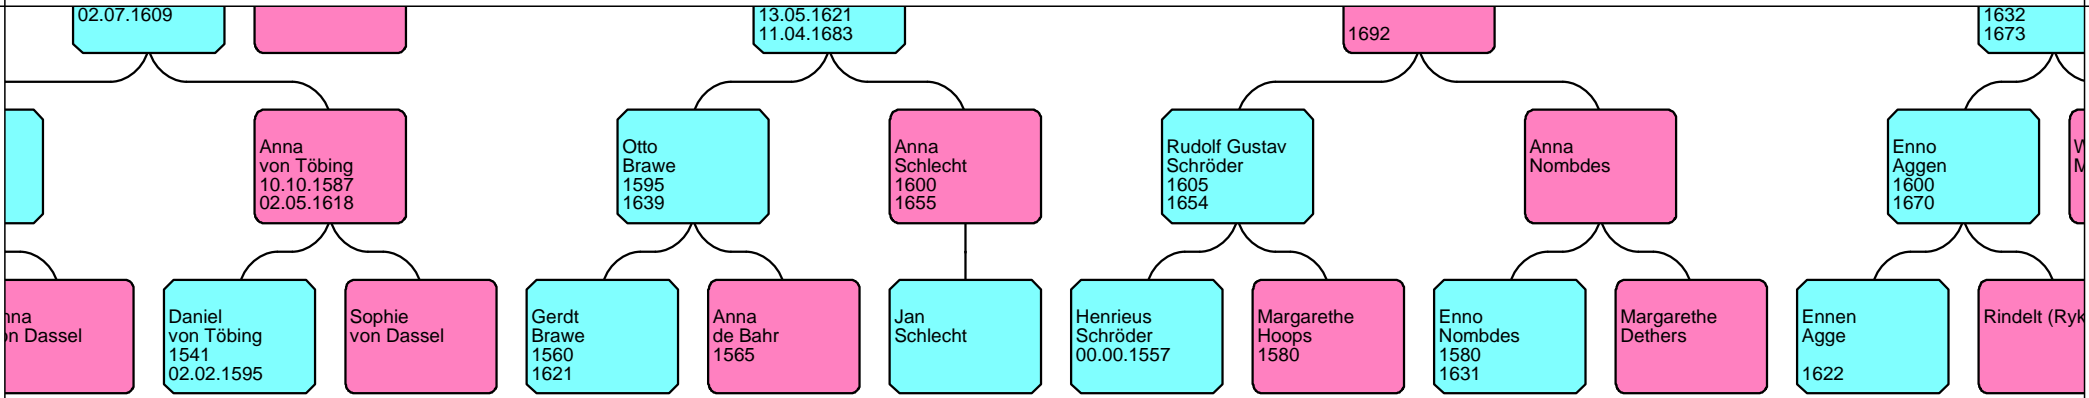 02.07.1609
13.05.1621
11.04.1683
1692
1632
1673
Anna
von Töbing
10.10.1587
02.05.1618
Otto
Brawe
1595
1639
Anna
Schlecht
1600
1655
Rudolf Gustav
Schröder
1605
1654
Anna
Nombdes
Enno
Aggen
1600
1670
Dassel
Daniel
von Töbing
1541
02.02.1595
Sophie
von Dassel
Gerdt
Brawe
1560
1621
Anna
de Bahr
1565
Jan
Schlecht
Henrieus
Schröder
00.00.1557
Margarethe
Hoops
1580
Enno
Nombdes
1580
1631
Margarethe
Dethers
Ennen
Agge
1622
Rindelt (Ryk